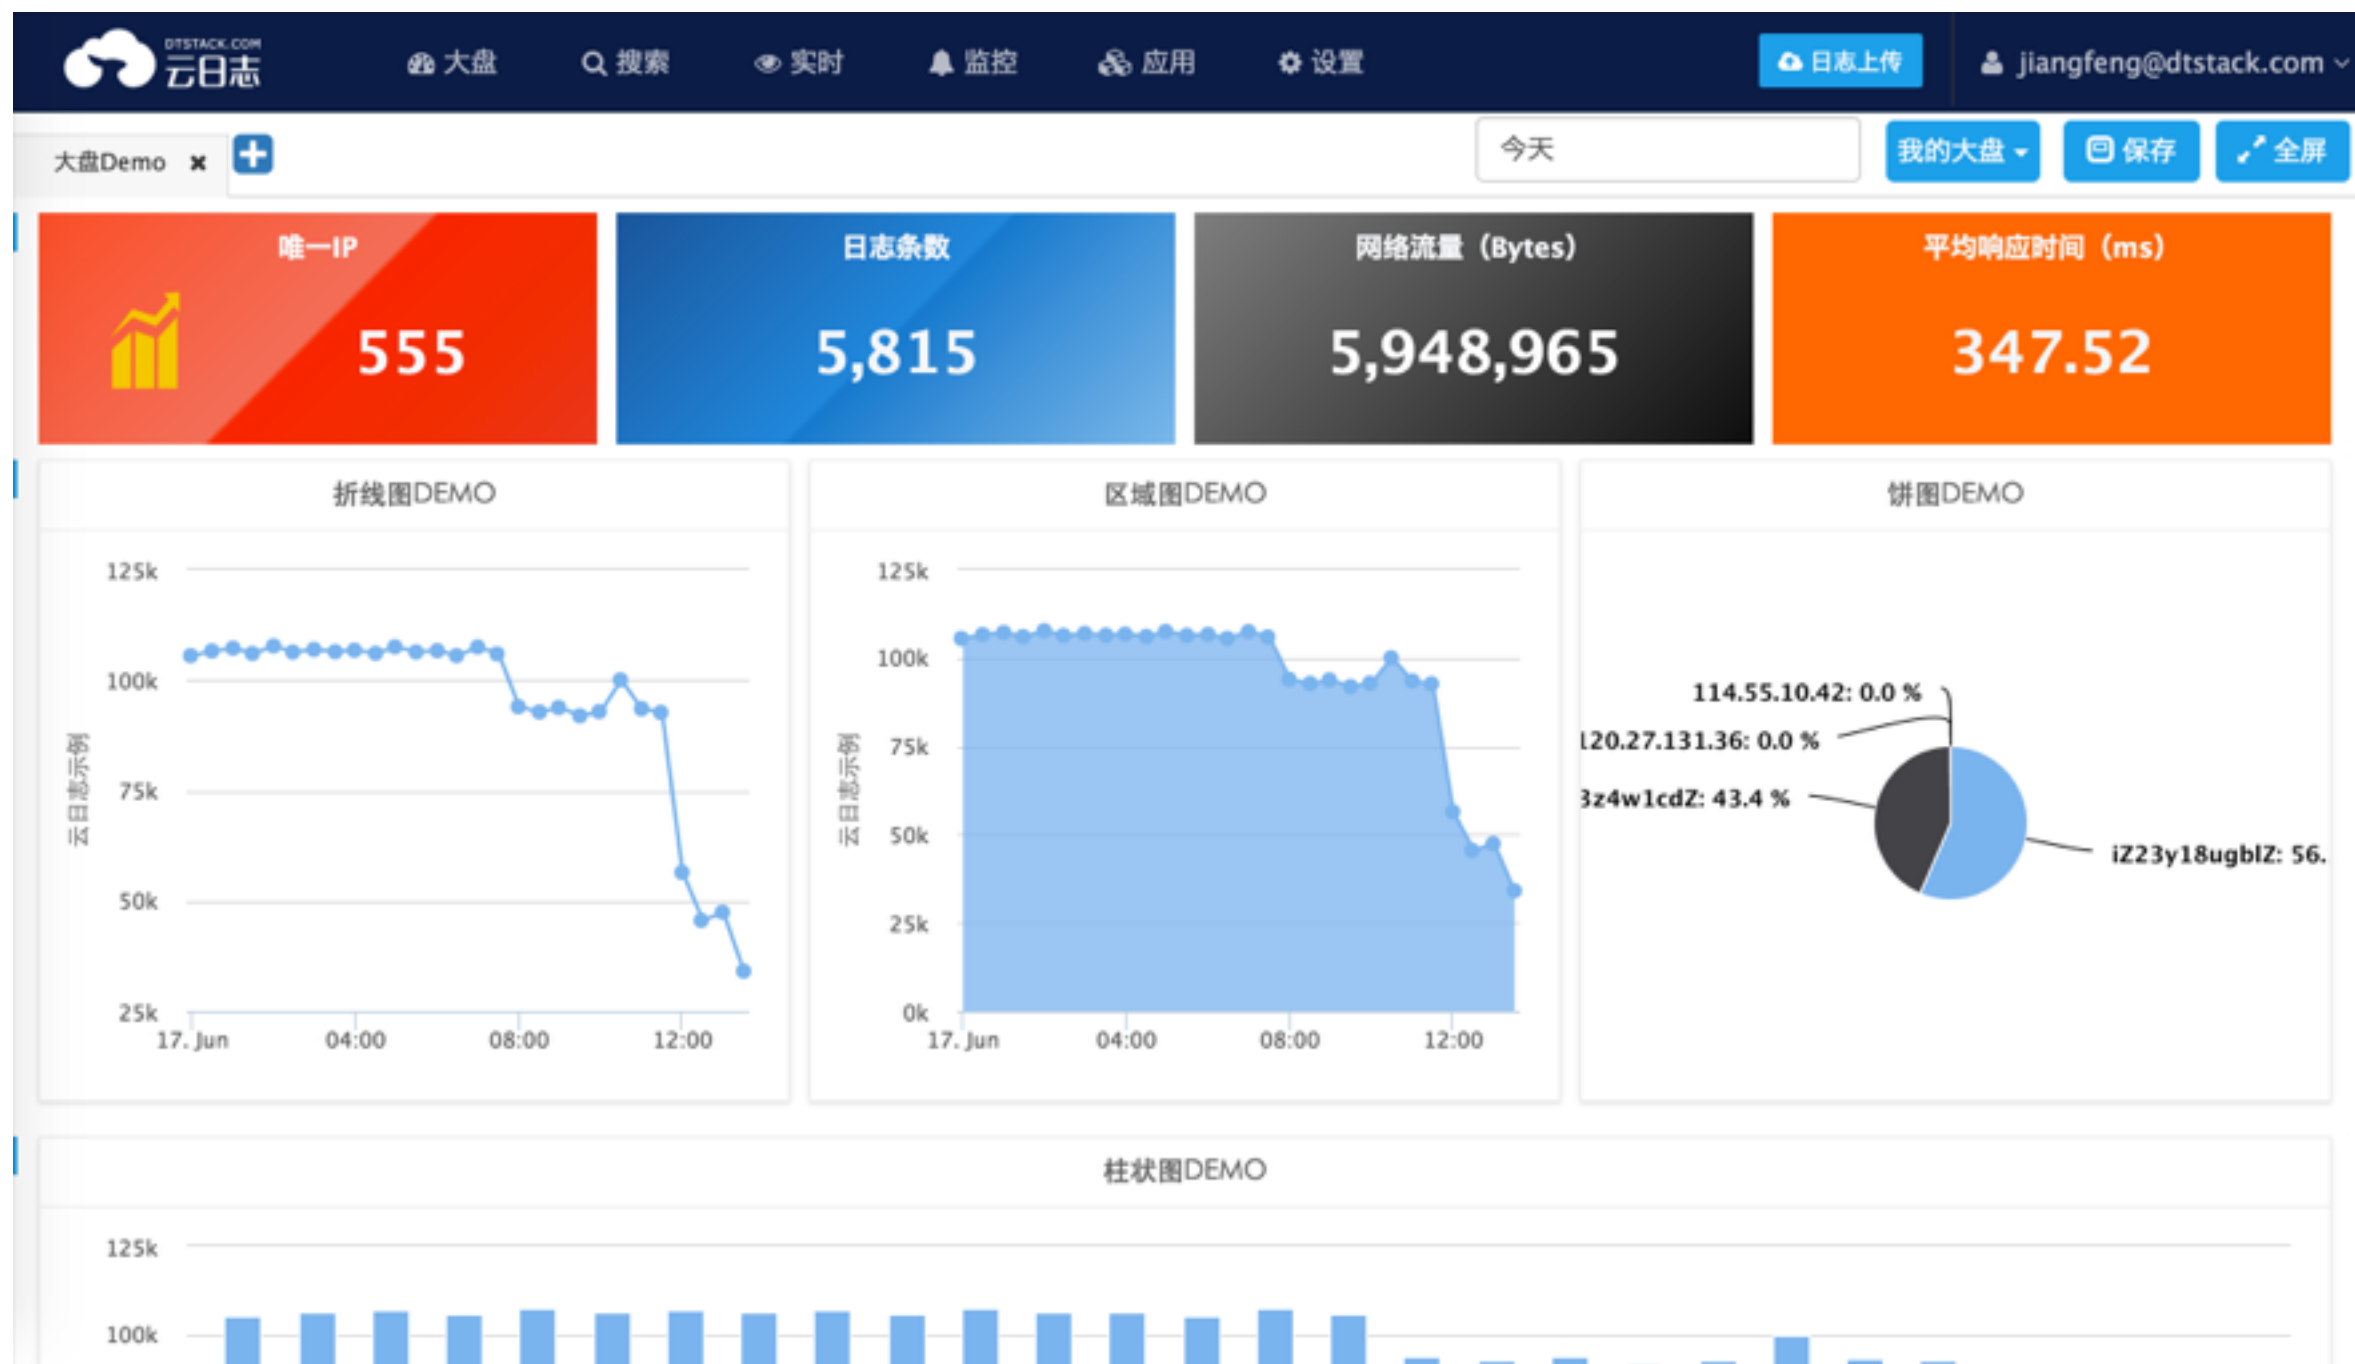 DTSTACK.COM
云日志
大盘
搜索
实时
监控
应用
设置
日志上传
jiangfeng@dtstack.com
大盘Demo
今天
我的大盘
保存
全屏
唯一IP
555
日志条数
5,815
网络流量（Bytes）
5,948,965
平均响应时间（ms）
347.52
折线图DEMO
云日志示例
125k
100k
75k
50k
25k
17. Jun
04:00
08:00
12:00
区域图DEMO
云日志示例
125k
100k
75k
50k
25k
0k
17. Jun
04:00
08:00
12:00
饼图DEMO
114.55.10.42: 0.0 %
120.27.131.36: 0.0 %
3z4w1cdZ: 43.4 %
iZ23y18ugblZ: 56.
柱状图DEMO
125k
100k